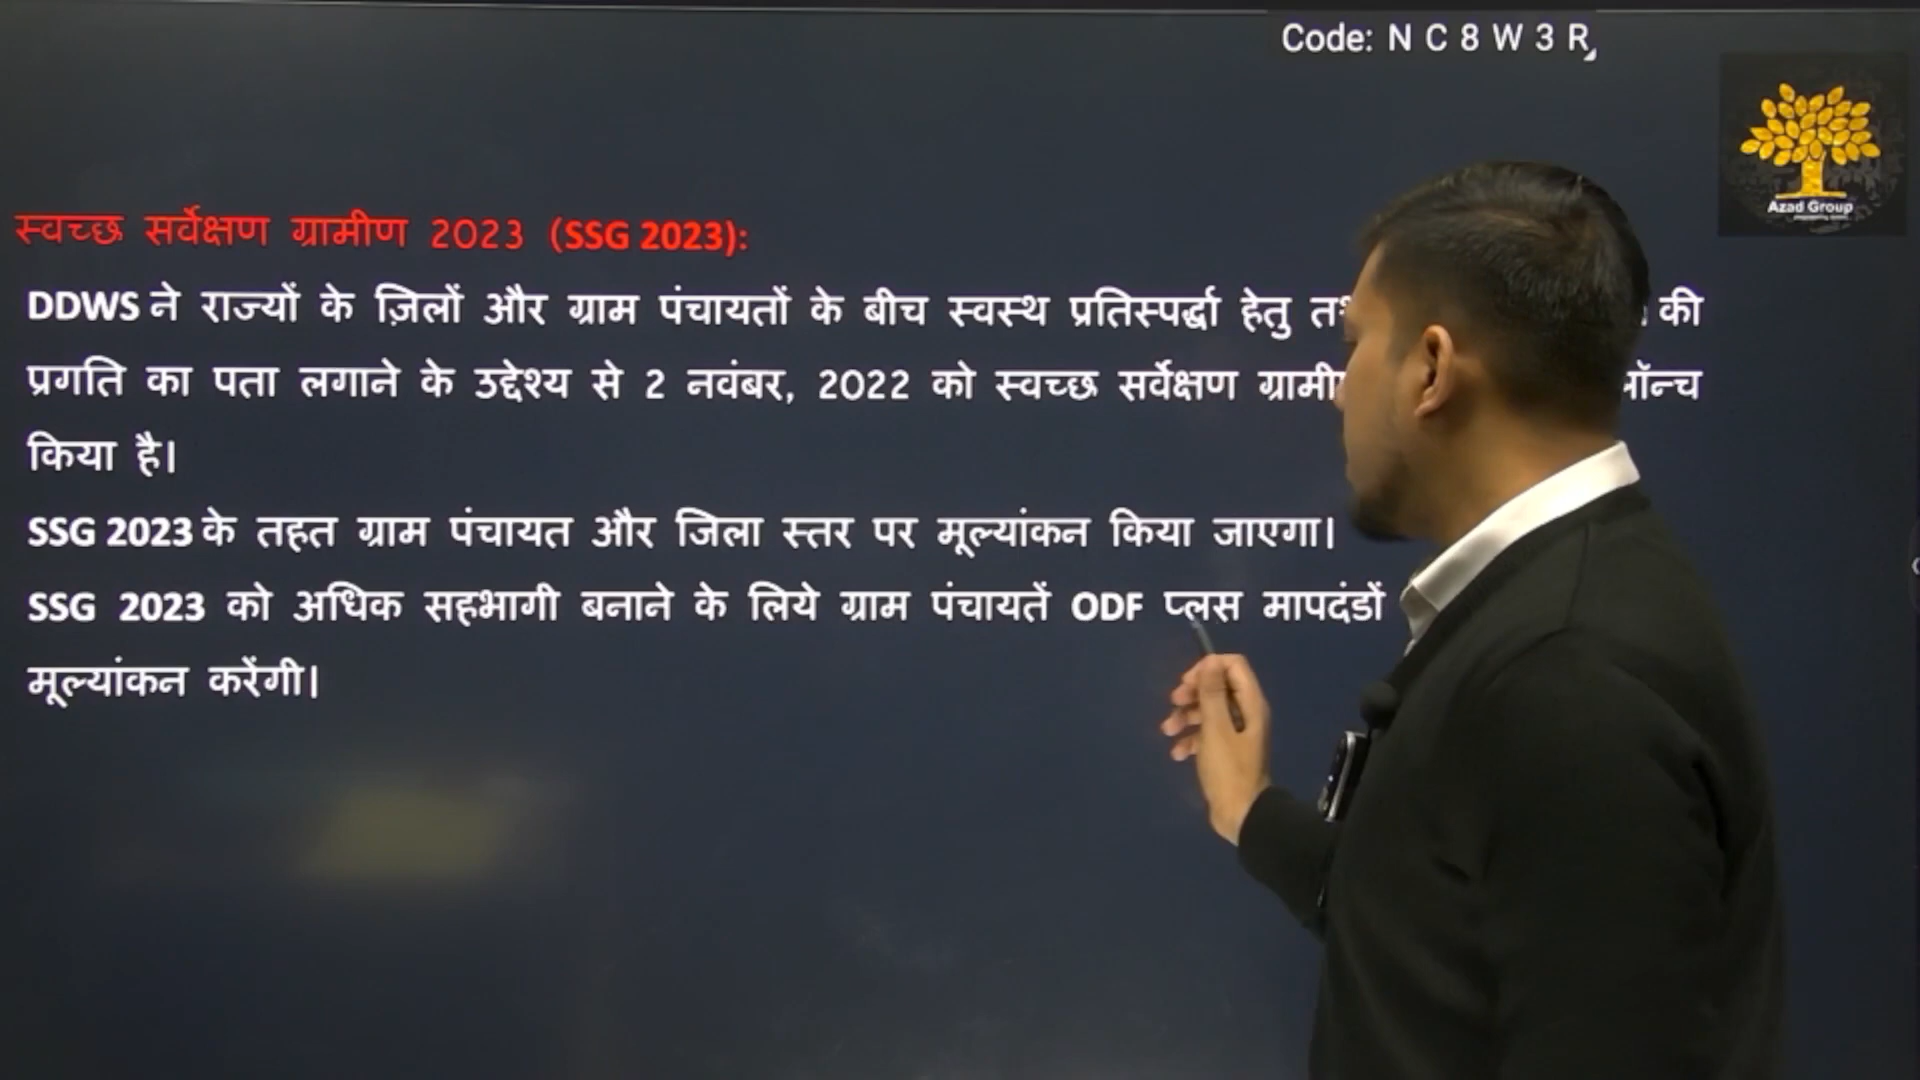 Code: N C 8 W 3 R
Azad Group
स्वच्छ सर्वेक्षण ग्रामीण 2023 (SSG 2023):
DDWS ने राज्यों के ज़िलों और ग्राम पंचायतों के बीच स्वस्थ प्रतिस्पर्द्धा हेतु की
प्रगति का पता लगाने के उद्देश्य से 2 नवंबर, 2022 को स्वच्छ सर्वेक्षण
किया है।
SSG 2023 के तहत ग्राम पंचायत और जिला स्तर पर मूल्यांकन किया जाएगा।
SSG 2023 को अधिक सहभागी बनाने के लिये ग्राम पंचायतें ODF प्लस मापदंडों
मूल्यांकन करेंगी।